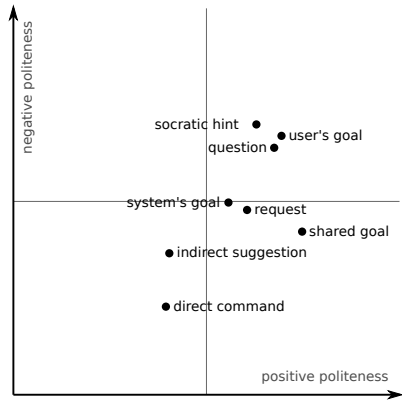 negative politeness
socratic hint
user's goal
question
system's goal
request
shared goal
indirect suggestion
direct command
positive politeness